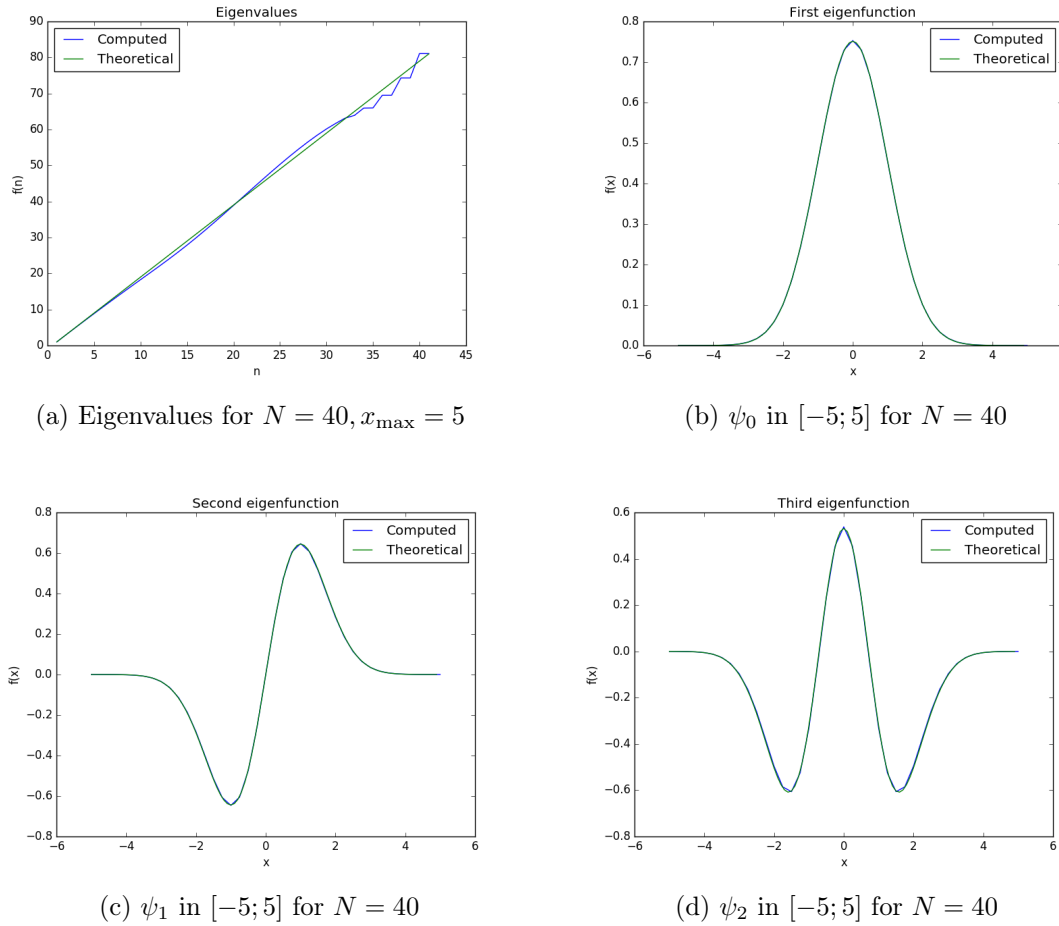 Eigenvalues
Computed
Theoretical
90
80
70
60
50
40
30
20
10
0
f(n)
0 5 10 15 20 25 30 35 40 45
n
(a) Eigenvalues for $N = 40, x_{\max} = 5$
First eigenfunction
Computed
Theoretical
0.8
0.7
0.6
0.5
0.4
0.3
0.2
0.1
0.0
f(x)
−6 −4 −2 0 2 4 6
x
(b) $\psi_0$ in $[-5; 5]$ for $N = 40$
Second eigenfunction
Computed
Theoretical
0.8
0.6
0.4
0.2
0.0
−0.2
−0.4
−0.6
−0.8
f(x)
−6 −4 −2 0 2 4 6
x
(c) $\psi_1$ in $[-5; 5]$ for $N = 40$
Third eigenfunction
Computed
Theoretical
0.6
0.4
0.2
0.0
−0.2
−0.4
−0.6
−0.8
f(x)
−6 −4 −2 0 2 4 6
x
(d) $\psi_2$ in $[-5; 5]$ for $N = 40$